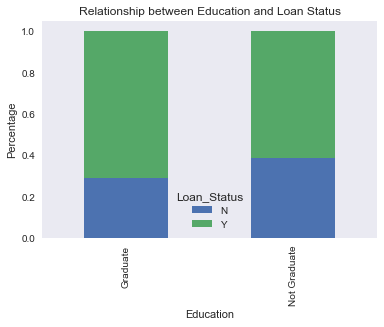 Relationship between Education and Loan Status
Percentage
1.0
0.8
0.6
0.4
0.2
0.0
Loan_Status
N
Y
Graduate
Not Graduate
Education